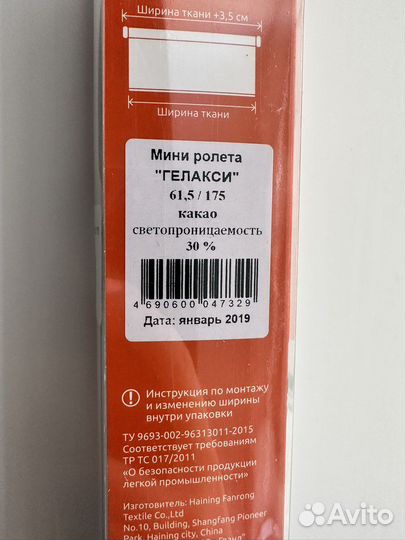 Ширина ткани +3,5 см
Ширина ткани
Мини ролета
"ГЕЛАКСИ"
61,5 / 175
какао
светопроницаемость
30 %
4 690600 047329
Дата: январь 2019
Инструкция по монтажу
и изменению ширины
внутри упаковки
ТУ 9693-002-96313011-2015
Соответствует требованиям
ТР ТС 017/2011
«О безопасности продукции
легкой промышленности»
Изготовитель: Haining Fanrong
Textile Co.,Ltd
No.10, Building, Shangfang Pioneer
Park, Haining city, China
Avito